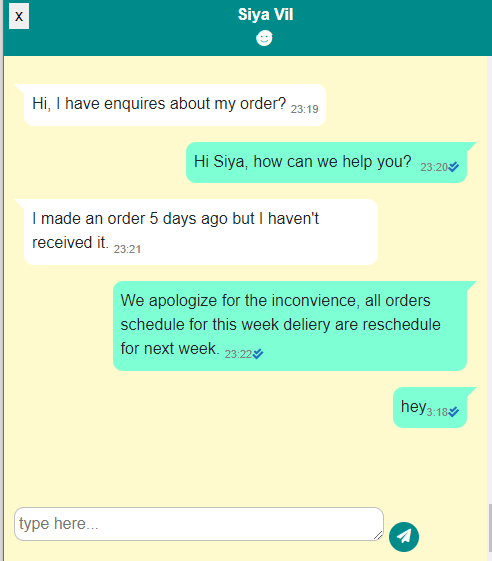 x
Siya Vil
Hi, I have enquires about my order? 23:19
Hi Siya, how can we help you? 23:20
I made an order 5 days ago but I haven't
received it. 23:21
We apologize for the inconvience, all orders
schedule for this week deliery are reschedule
for next week. 23:22
hey3:18
type here...